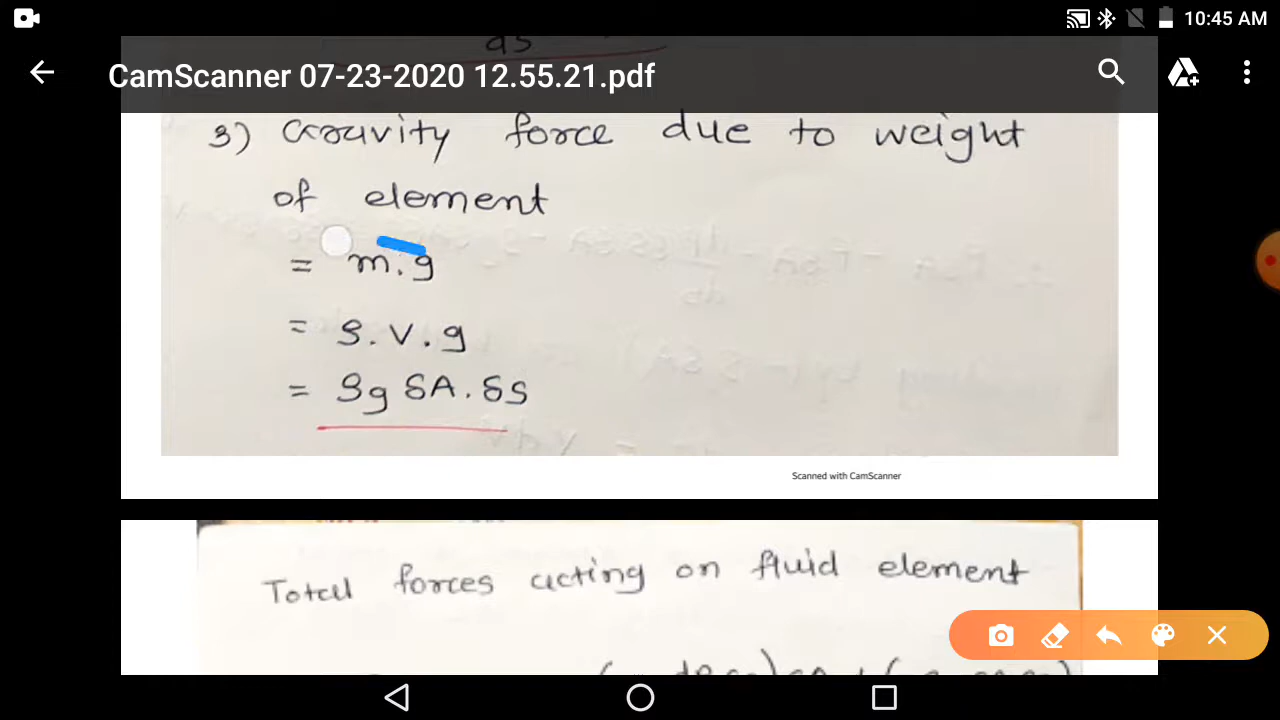 10:45 AM
CamScanner 07-23-2020 12.55.21.pdf
ds
3) Gravity force due to weight
of element
= m.g
= ρ.V.g
= ρg δA.δs
Scanned with CamScanner
Total forces acting on fluid element